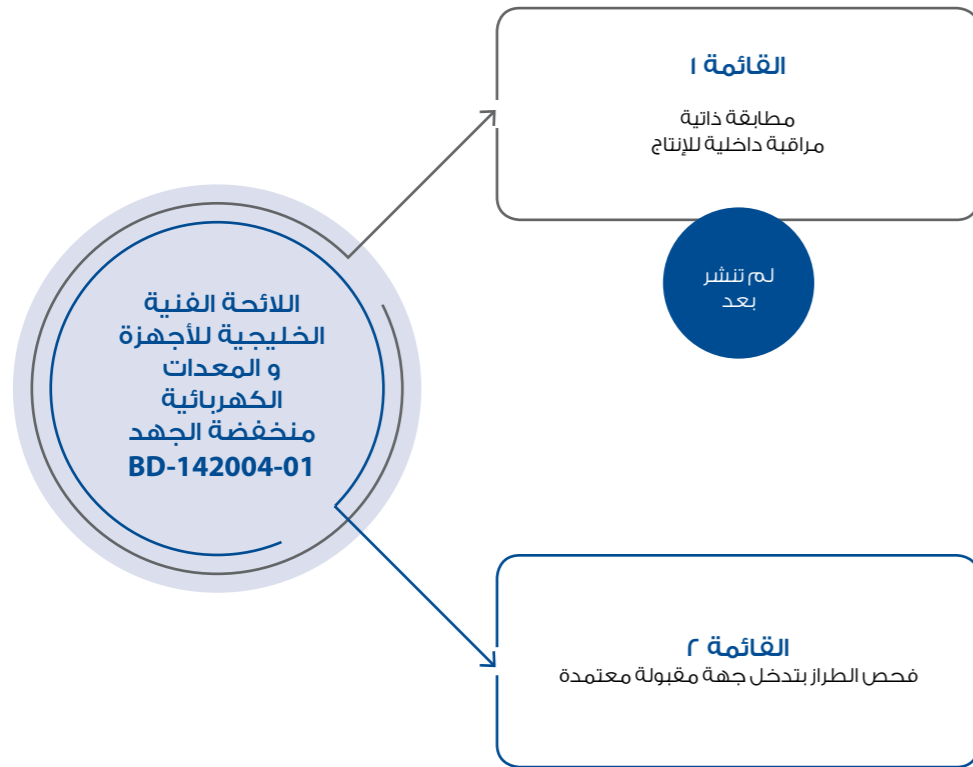 القائمة ١
مطابقة ذاتية
مراقبة داخلية للإنتاج
لم تنشر
بعد
اللائحة الفنية
الخليجية للأجهزة
و المعدات
الكهربائية
منخفضة الجهد
BD-142004-01
القائمة ٢
فحص الطراز بتدخل جهة مقبولة معتمدة